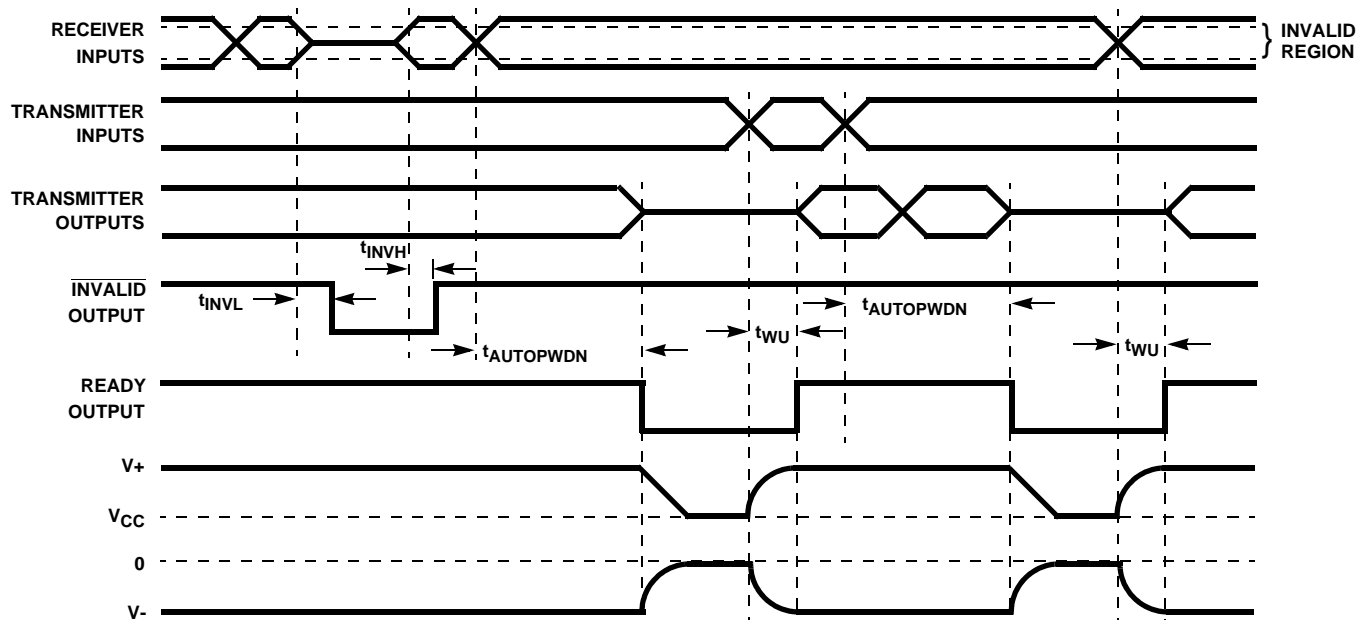 RECEIVER
INPUTS
} INVALID
REGION
TRANSMITTER
INPUTS
TRANSMITTER
OUTPUTS
tINVH
INVALID
OUTPUT
tINVL
tAUTOPWDN
tWU
tAUTOPWDN
tWU
READY
OUTPUT
V+
VCC
0
V-